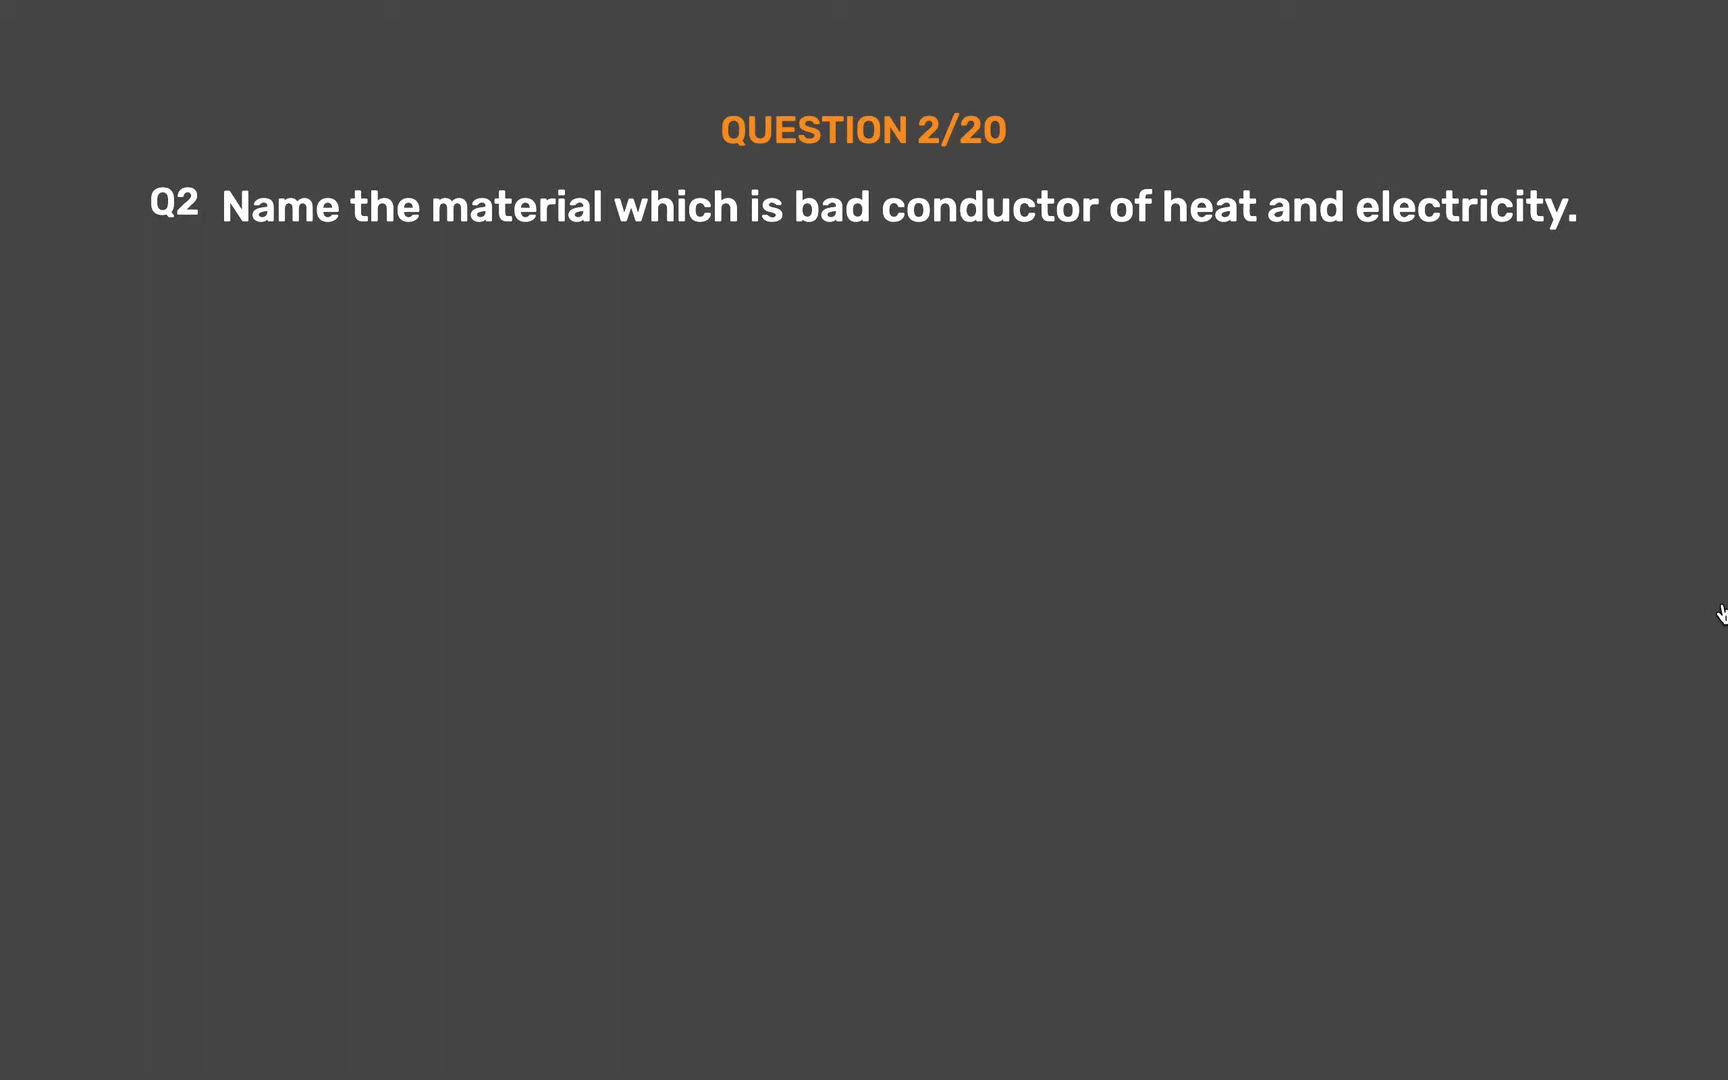 QUESTION 2/20
Q2 Name the material which is bad conductor of heat and electricity.